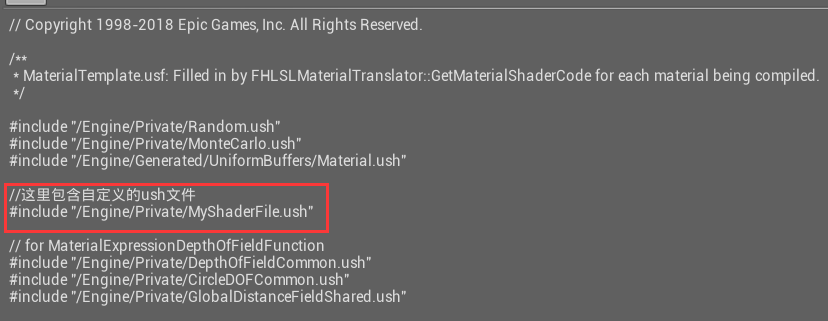 // Copyright 1998-2018 Epic Games, Inc. All Rights Reserved.
/**
* MaterialTemplate.usf: Filled in by FHLSLMaterialTranslator::GetMaterialShaderCode for each material being compiled.
*/
#include "/Engine/Private/Random.ush"
#include "/Engine/Private/MonteCarlo.ush"
#include "/Engine/Generated/UniformBuffers/Material.ush"
//这里包含自定义的ush文件
#include "/Engine/Private/MyShaderFile.ush"
// for MaterialExpressionDepthOfFieldFunction
#include "/Engine/Private/DepthOfFieldCommon.ush"
#include "/Engine/Private/CircleDOFCommon.ush"
#include "/Engine/Private/GlobalDistanceFieldShared.ush"